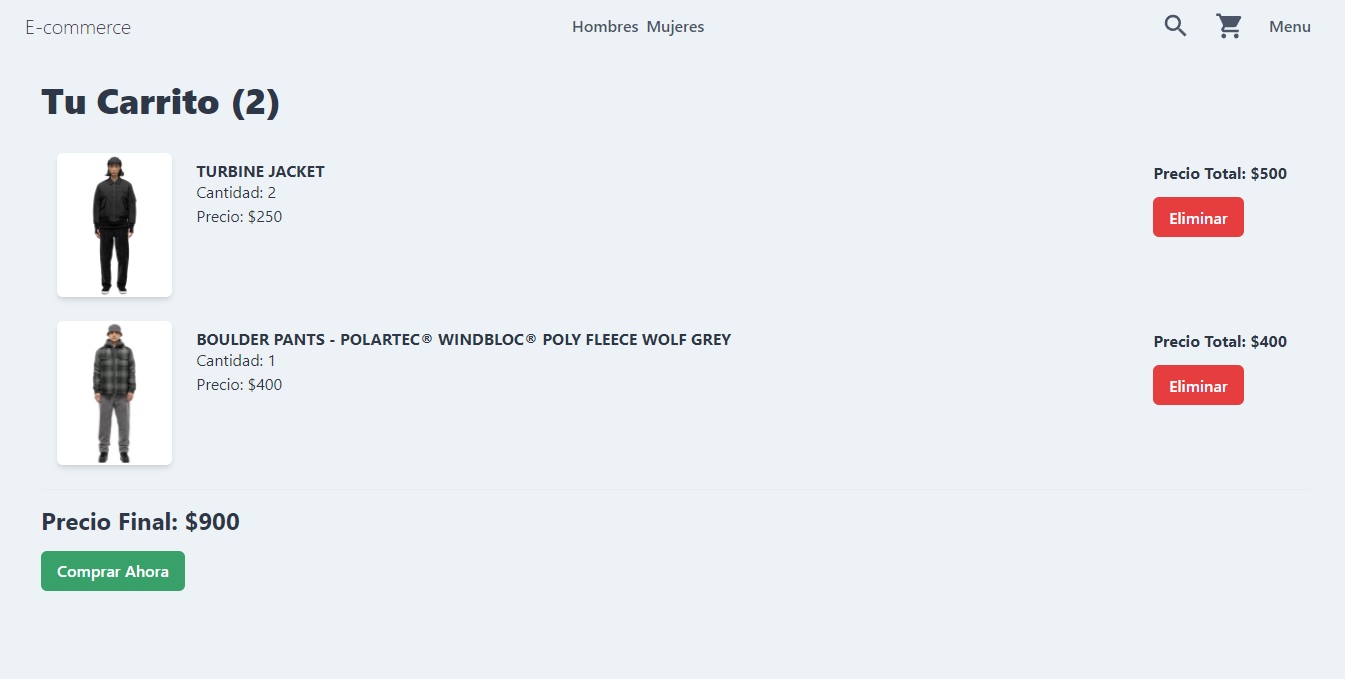 E-commerce
Hombres Mujeres
Menu
Tu Carrito (2)
TURBINE JACKET
Cantidad: 2
Precio: $250
Precio Total: $500
Eliminar
BOULDER PANTS - POLARTEC® WINDBLOC® POLY FLEECE WOLF GREY
Cantidad: 1
Precio: $400
Precio Total: $400
Eliminar
Precio Final: $900
Comprar Ahora